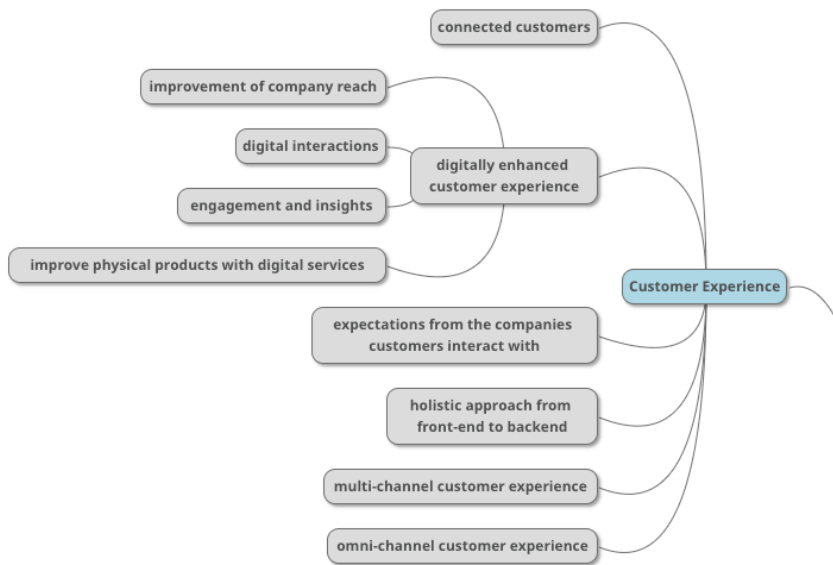 connected customers
improvement of company reach
digital interactions
digitally enhanced
customer experience
engagement and insights
improve physical products with digital services
Customer Experience
expectations from the companies
customers interact with
holistic approach from
front-end to backend
multi-channel customer experience
omni-channel customer experience